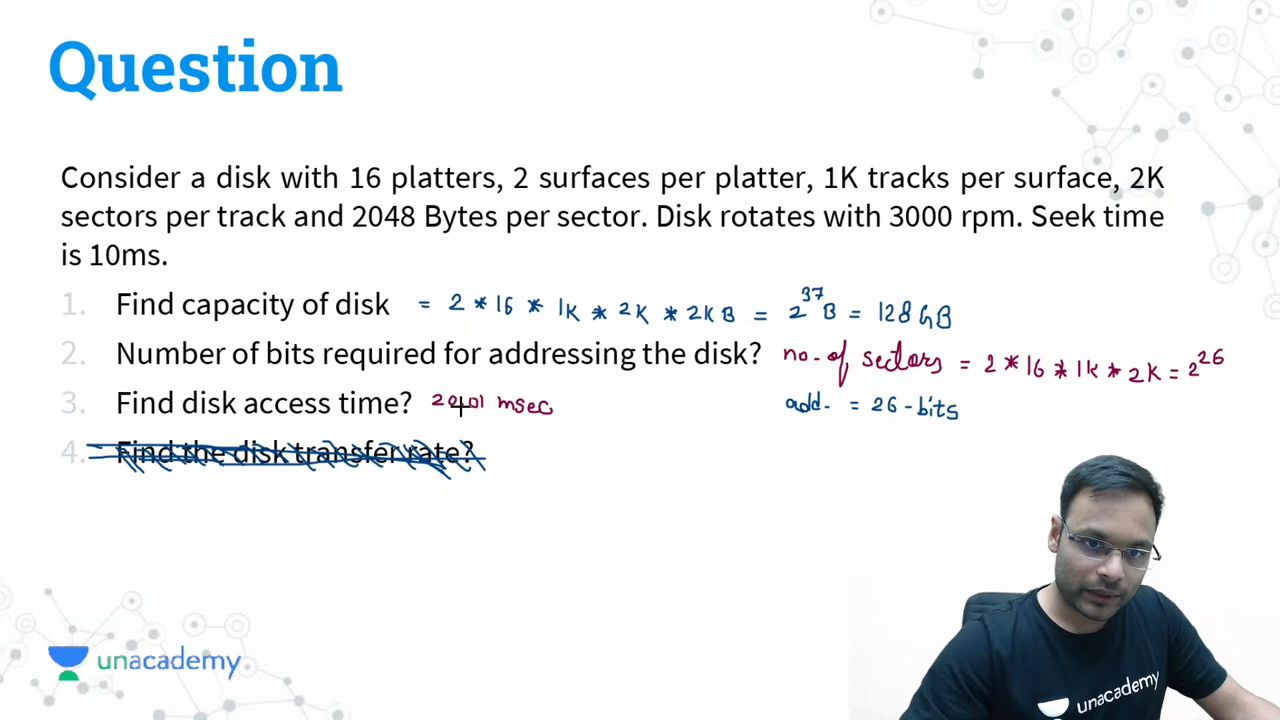 Question
Consider a disk with 16 platters, 2 surfaces per platter, 1K tracks per surface, 2K
sectors per track and 2048 Bytes per sector. Disk rotates with 3000 rpm. Seek time
is 10ms.
1. Find capacity of disk = 2 * 16 * 1K * 2K * 2KB = 2^37 B = 128 GB
2. Number of bits required for addressing the disk? no. of sectors = 2 * 16 * 1K * 2K = 2^26
3. Find disk access time? msec add. = 26-bits
4. Find the disk transfer rate?
unacademy
unacademy